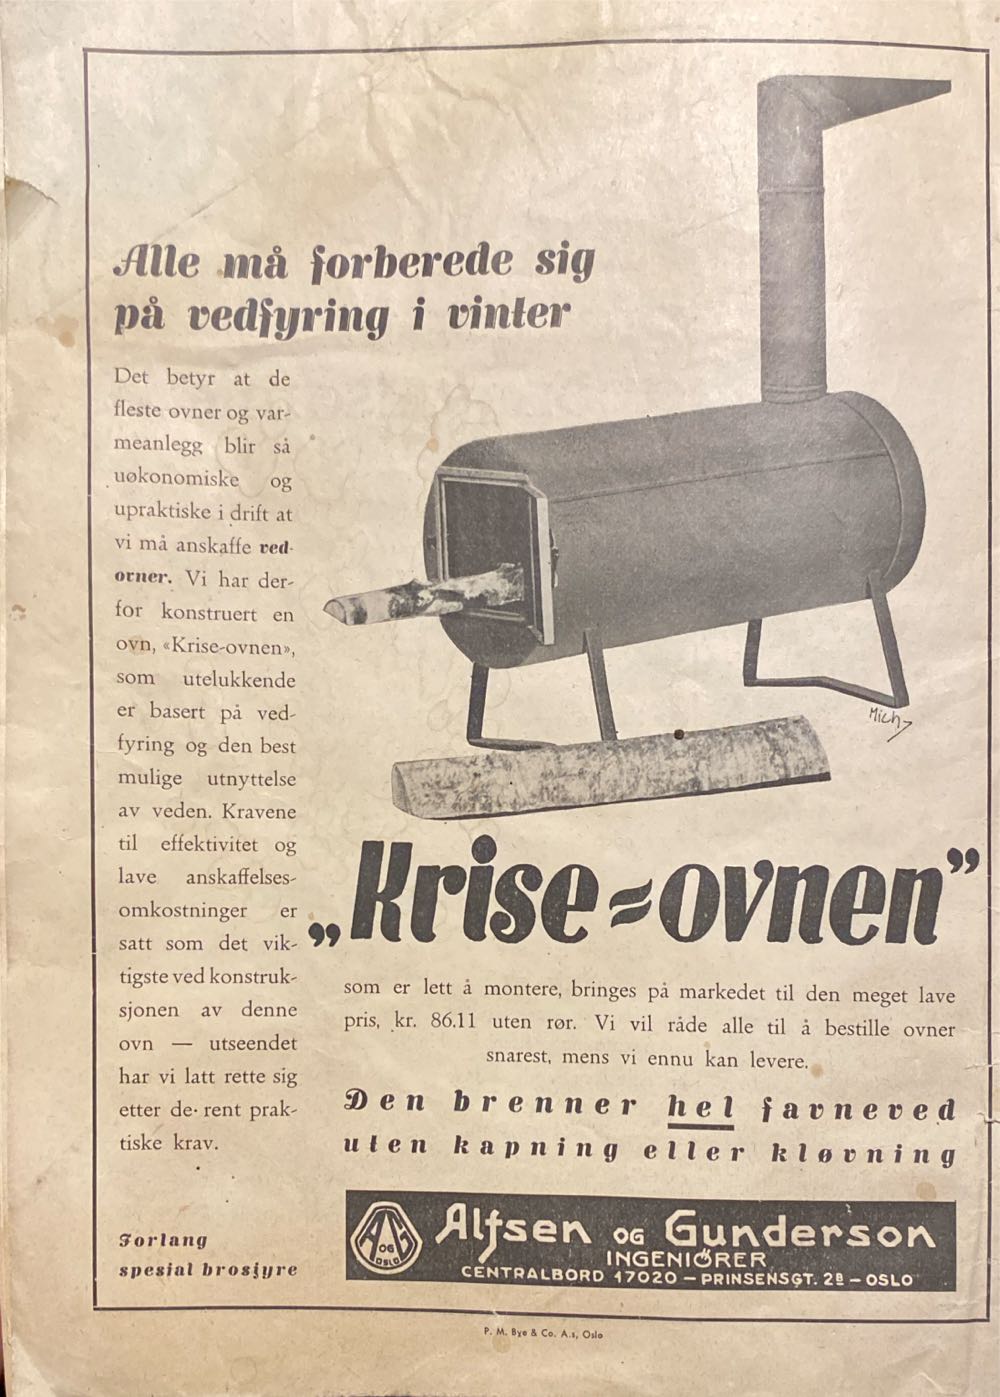 Alle må forberede sig
på vedfyring i vinter
Det betyr at de
fleste ovner og var-
meanlegg blir så
uøkonomiske og
upraktiske i drift at
vi må anskaffe ved-
ovner. Vi har der-
for konstruert en
ovn, «Krise-ovnen»,
som utelukkende
er basert på ved-
fyring og den best
mulige utnyttelse
av veden. Kravene
til effektivitet og
lave anskaffelses-
omkostninger er
satt som det vik-
tigste ved konstruk-
sjonen av denne
ovn — utseendet
har vi latt rette sig
etter de rent prak-
tiske krav.
Forlang
spesial brosjyre
Michy
„Krise-ovnen”
som er lett å montere, bringes på markedet til den meget lave
pris, kr. 86.11 uten rør. Vi vil råde alle til å bestille ovner
snarest, mens vi ennu kan levere.
Den brenner hel favneved
uten kapning eller kløvning
A OG G OSLO
Alfsen OG Gunderson
INGENIØRER
CENTRALBORD 17020 — PRINSENSGT. 2B — OSLO
P. M. Bye & Co. A.s, Oslo